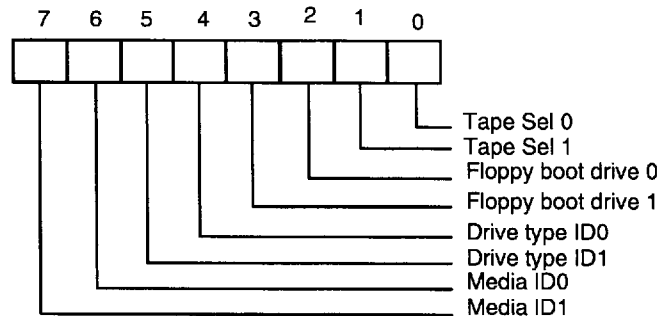 7 6 5 4 3 2 1 0
Tape Sel 0
Tape Sel 1
Floppy boot drive 0
Floppy boot drive 1
Drive type ID0
Drive type ID1
Media ID0
Media ID1